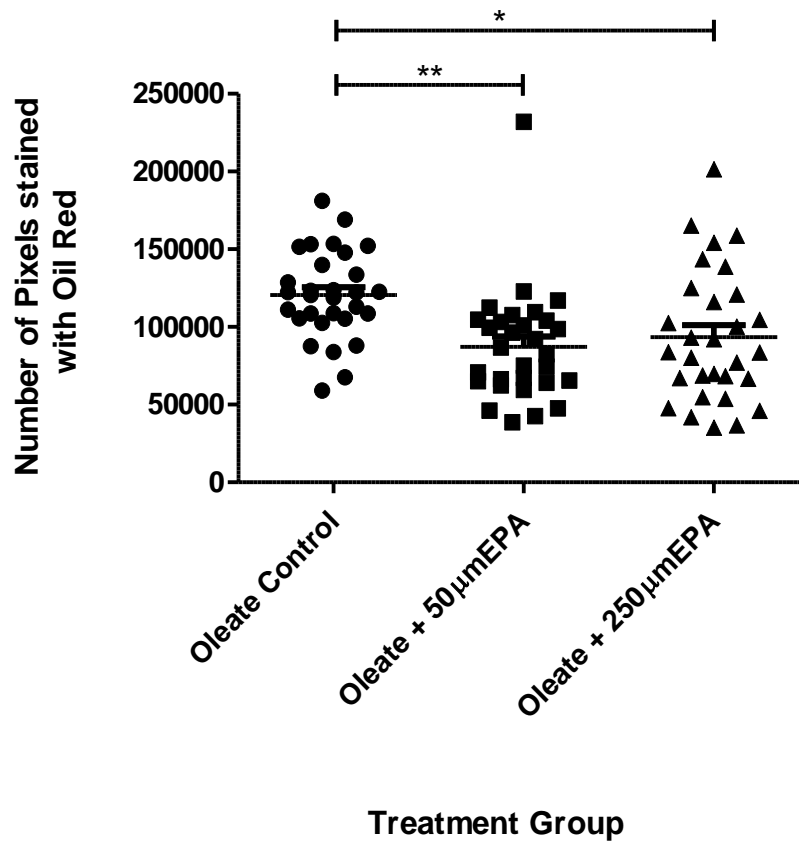 *
**
Number of Pixels stained
with Oil Red
250000
200000
150000
100000
50000
0
Oleate Control
Oleate + 50µmEPA
Oleate + 250µmEPA
Treatment Group